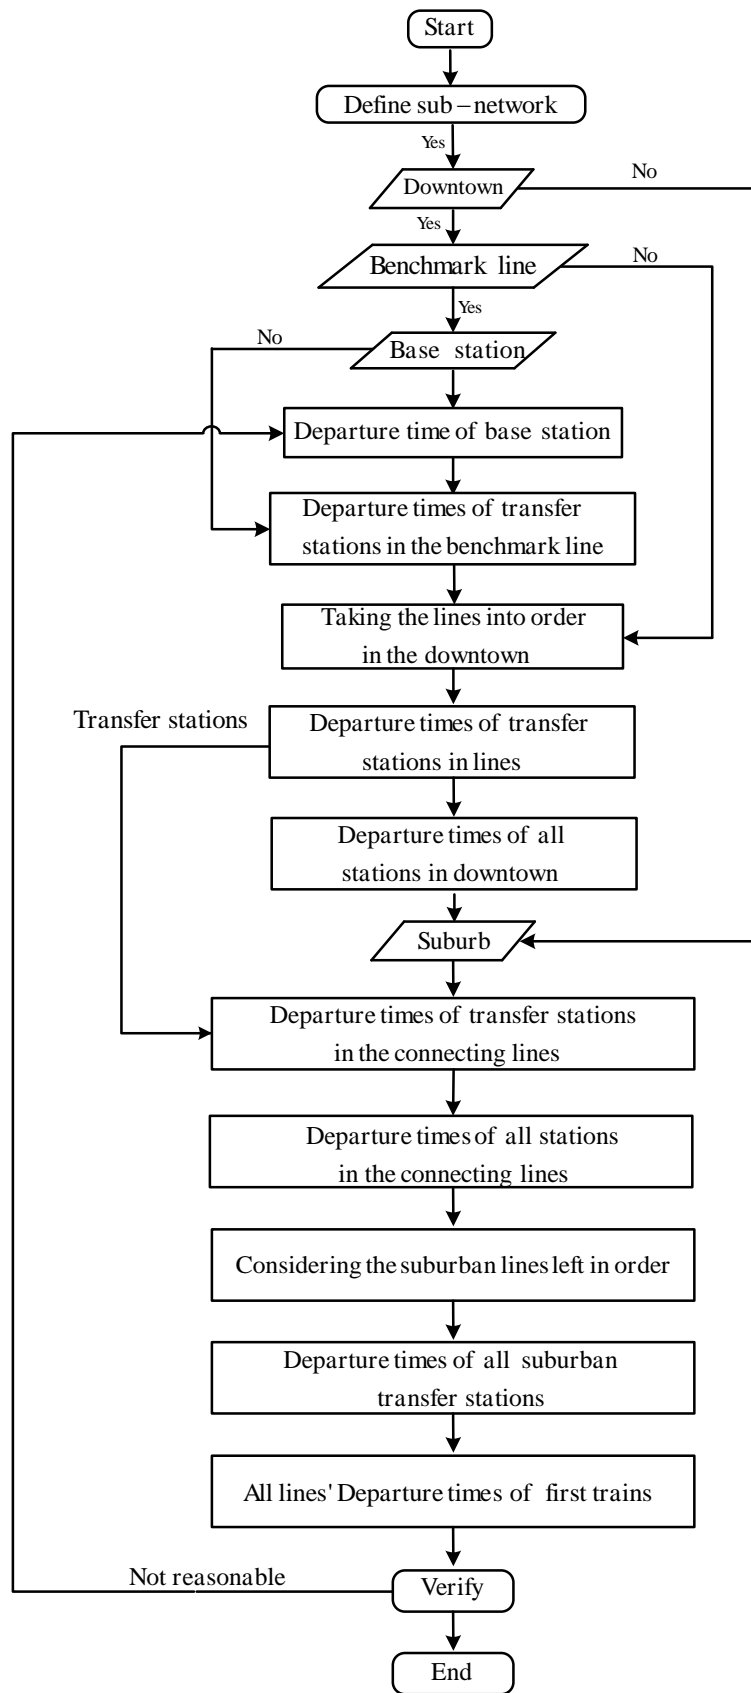 Start
Define sub – network
Yes
Downtown
No
Yes
Benchmark line
No
Yes
No
Base station
Departure time of base station
Departure times of transfer
stations in the benchmark line
Taking the lines into order
in the downtown
Transfer stations
Departure times of transfer
stations in lines
Departure times of all
stations in downtown
Suburb
Departure times of transfer stations
in the connecting lines
Departure times of all stations
in the connecting lines
Considering the suburban lines left in order
Departure times of all suburban
transfer stations
All lines' Departure times of first trains
Not reasonable
Verify
End